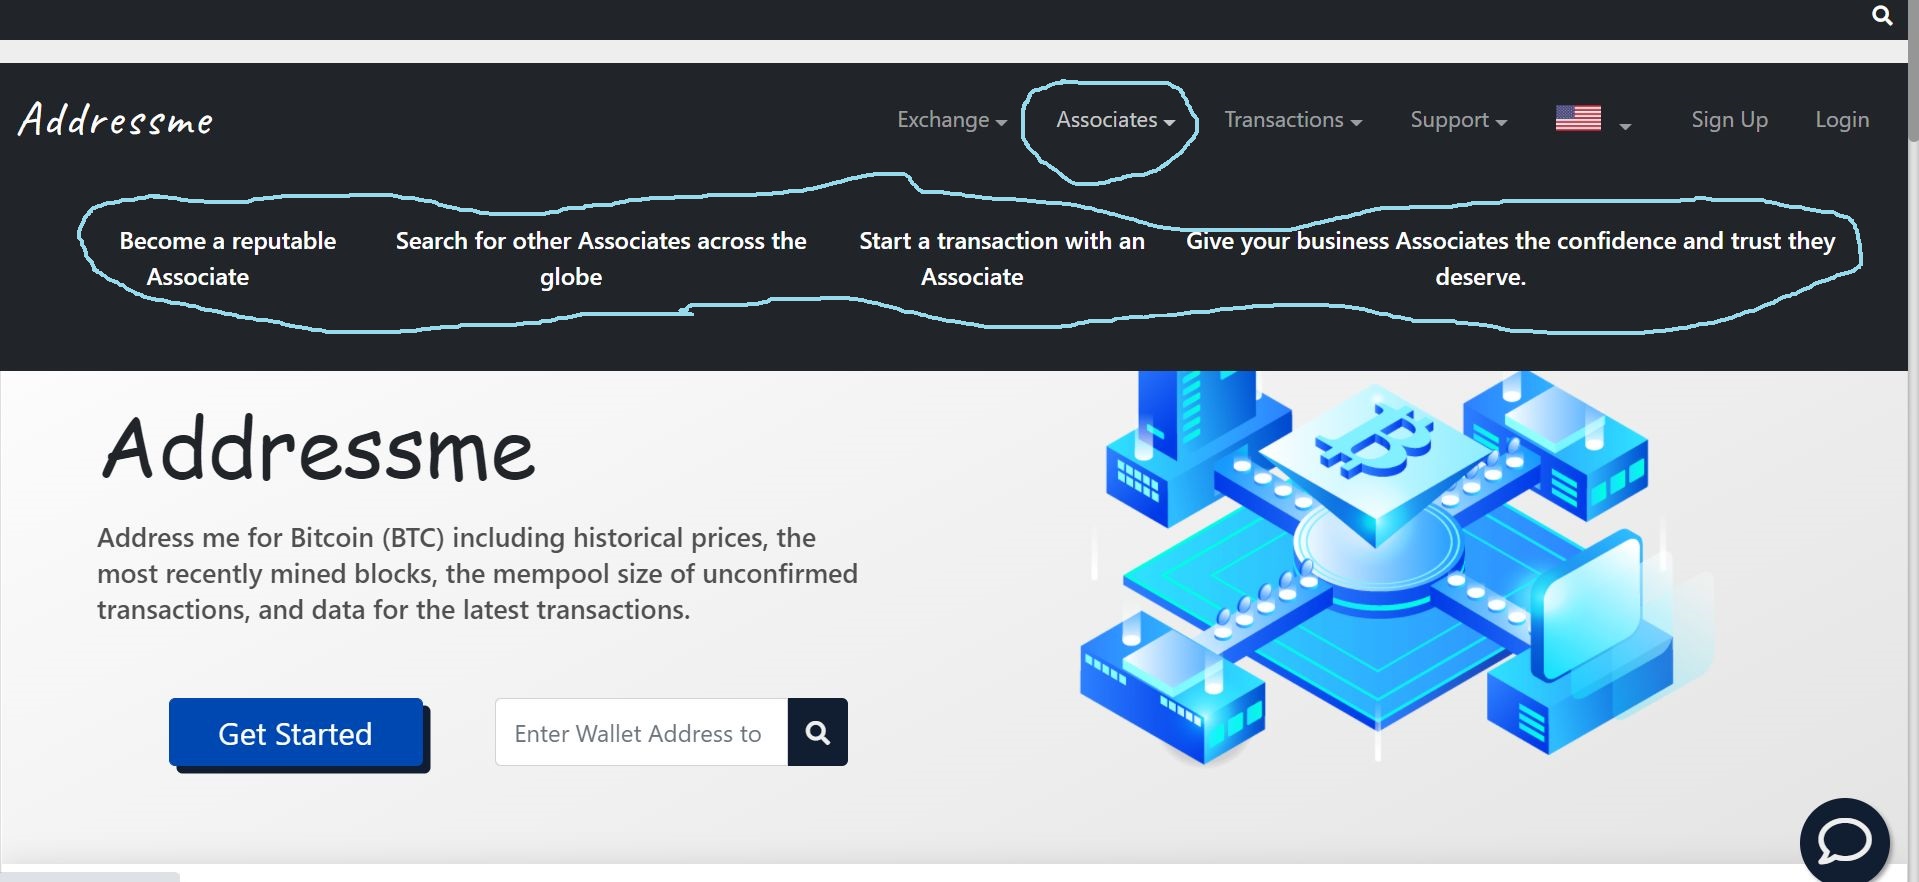 Addressme
Exchange
Associates
Transactions
Support
Sign Up
Login
Become a reputable
Associate
Search for other Associates across the
globe
Start a transaction with an
Associate
Give your business Associates the confidence and trust they
deserve.
Addressme
Address me for Bitcoin (BTC) including historical prices, the
most recently mined blocks, the mempool size of unconfirmed
transactions, and data for the latest transactions.
Get Started
Enter Wallet Address to